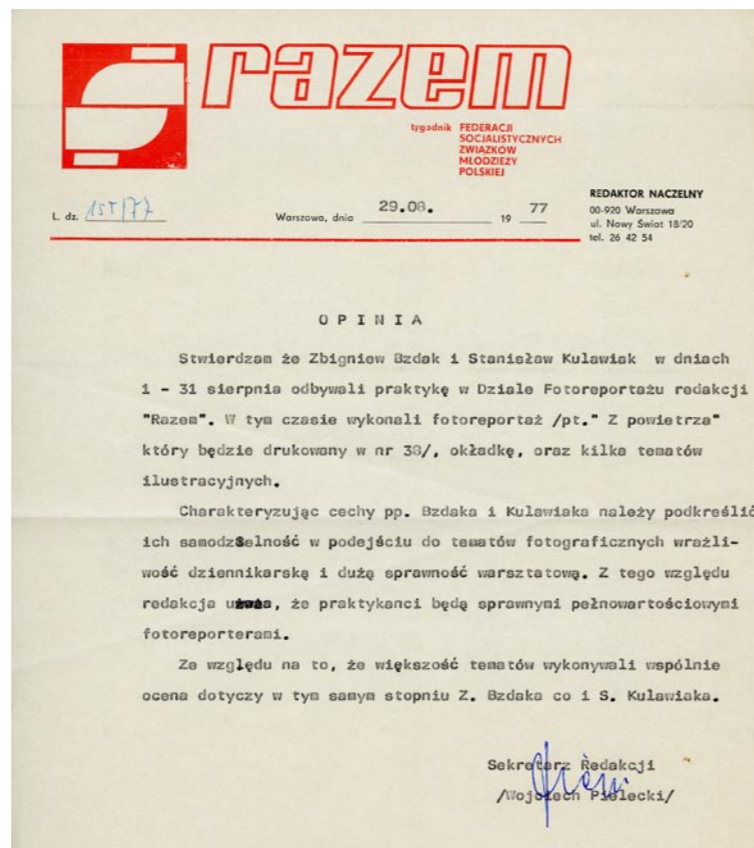 razem
tygodnik FEDERACJI
SOCJALISTYCZNYCH
ZWIĄZKÓW
MŁODZIEŻY
POLSKIEJ
REDAKTOR NACZELNY
00-920 Warszawa
ul. Nowy Świat 18/20
tel. 26 42 54
L. dz. 155/77
Warszawa, dnia 29.08. 19 77
OPINIA
Stwierdzam że Zbigniew Bzdak i Stanisław Kulawiak w dniach
1 - 31 sierpnia odbywali praktykę w Dziale Fotoreportażu redakcji
"Razem". W tym czasie wykonali fotoreportaż /pt." Z powietrza"
który będzie drukowany w nr 38/, okładkę, oraz kilka tematów
ilustracyjnych.
Charakteryzując cechy pp. Bzdaka i Kulawiaka należy podkreślić
ich samodzielność w podejściu do tematów fotograficznych wrażli-
wość dziennikarską i dużą sprawność warsztatową. Z tego względu
redakcja uważa, że praktykanci będą sprawnymi pełnowartościowymi
fotoreporterami.
Ze względu na to, że większość tematów wykonywali wspólnie
ocena dotyczy w tym samym stopniu Z. Bzdaka co i S. Kulawiaka.
Sekretarz Redakcji
/Wojciech Pielecki/